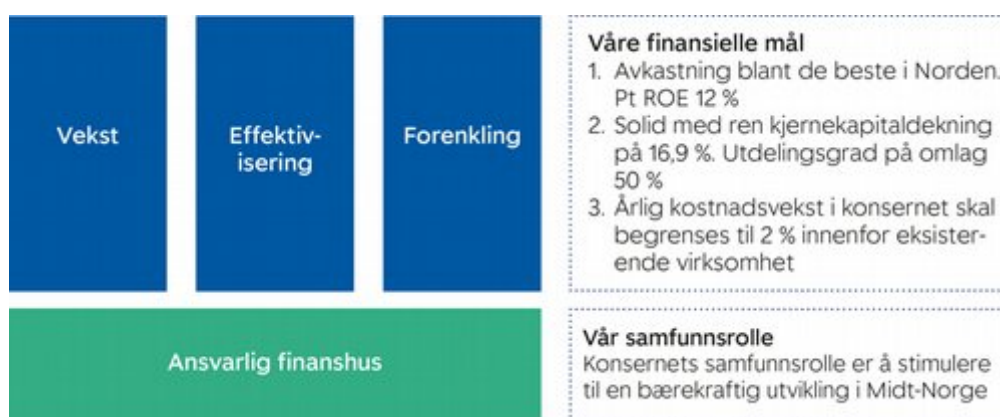 Vekst
Effektiv-
isering
Forenkling
Ansvarlig finanshus
Våre finansielle mål
1. Avkastning blant de beste i Norden.
Pt ROE 12 %
2. Solid med ren kjernekapitaldekning
på 16,9 %. Utdelingsgrad på omlag
50 %
3. Årlig kostnadsvekst i konsernet skal
begrenses til 2 % innenfor eksister-
ende virksomhet
Vår samfunnsrolle
Konsernets samfunnsrolle er å stimulere
til en bærekraftig utvikling i Midt-Norge